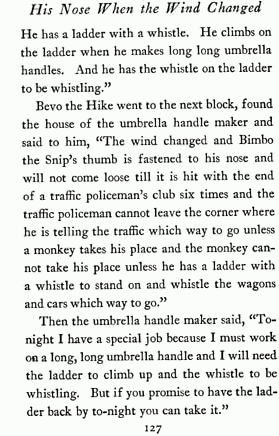 His Nose When the Wind Changed
He has a ladder with a whistle. He climbs on
the ladder when he makes long long umbrella
handles. And he has the whistle on the ladder
to be whistling.”
Bevo the Hike went to the next block, found
the house of the umbrella handle maker and
said to him, “The wind changed and Bimbo
the Snip’s thumb is fastened to his nose and
will not come loose till it is hit with the end
of a traffic policeman’s club six times and the
traffic policeman cannot leave the corner where
he is telling the traffic which way to go unless
a monkey takes his place and the monkey can-
not take his place unless he has a ladder with
a whistle to stand on and whistle the wagons
and cars which way to go.”
Then the umbrella handle maker said, “To-
night I have a special job because I must work
on a long, long umbrella handle and I will need
the ladder to climb up and the whistle to be
whistling. But if you promise to have the lad-
der back by to-night you can take it.”
127